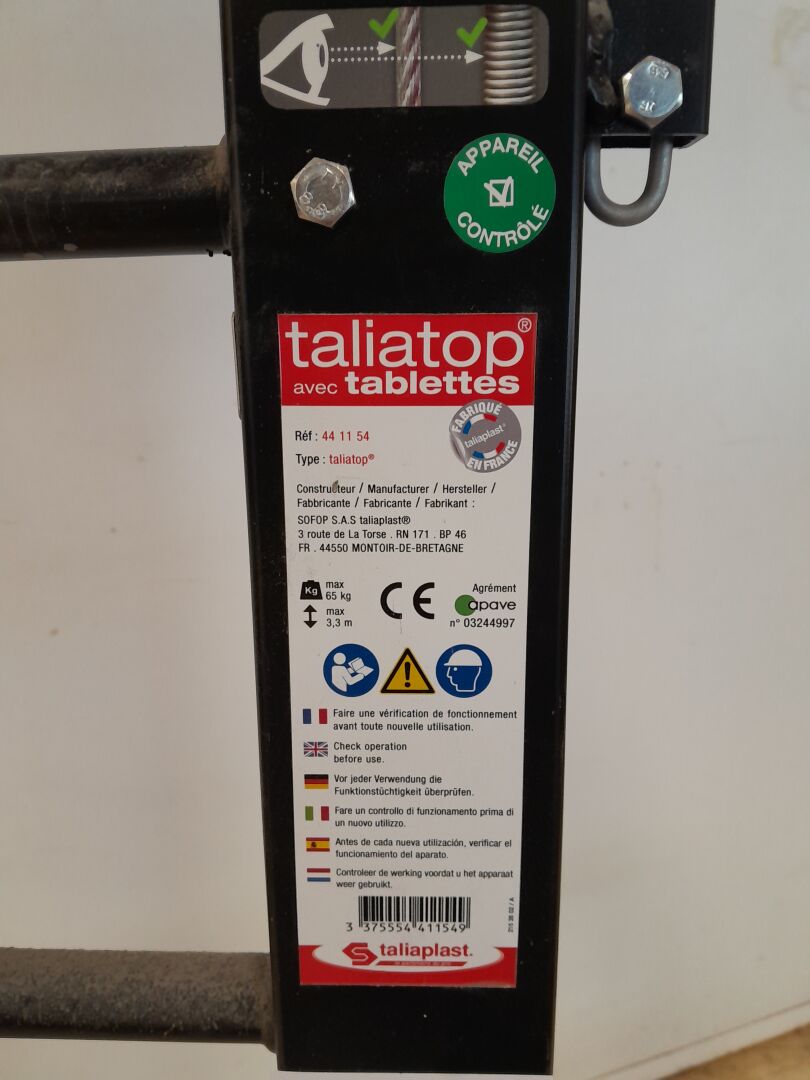 APPAREIL
CONTRÔLÉ
taliatop®
avec tablettes
FABRIQUÉ
taliaplast®
EN FRANCE
Réf : 44 11 54
Type : taliatop®
Constructeur / Manufacturer / Hersteller /
Fabbricante / Fabricante / Fabrikant :
SOFOP S.A.S taliaplast®
3 route de La Torse . RN 171 . BP 46
FR . 44550 MONTOIR-DE-BRETAGNE
Kg max
65 kg
max
3,3 m
CE
Agrément
apave
n° 03244997
Faire une vérification de fonctionnement
avant toute nouvelle utilisation.
Check operation
before use.
Vor jeder Verwendung die
Funktionstüchtigkeit überprüfen.
Fare un controllo di funzionamento prima di
un nuovo utilizzo.
Antes de cada nueva utilización, verificar el
funcionamiento del aparato.
Controleer de werking voordat u het apparaat
weer gebruikt.
3 375554 411549
taliaplast.